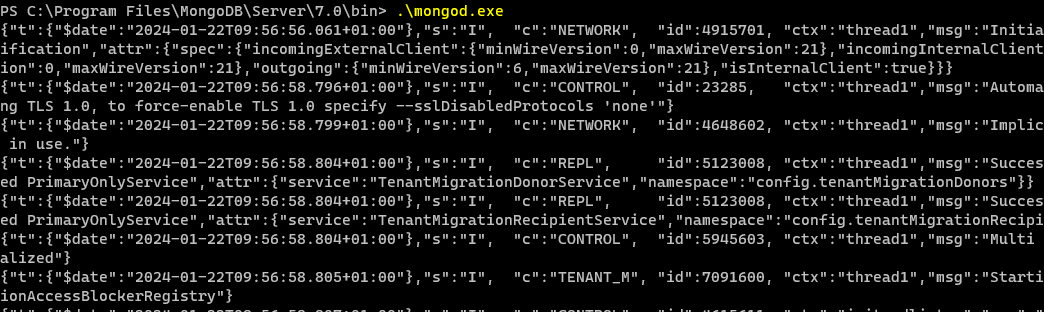 PS C:\Program Files\MongoDB\Server\7.0\bin> .\mongod.exe
{"t":{"$date":"2024-01-22T09:56:56.061+01:00"},"s":"I",  "c":"NETWORK",  "id":4915701, "ctx":"thread1","msg":"Initia
ification","attr":{"spec":{"incomingExternalClient":{"minWireVersion":0,"maxWireVersion":21},"incomingInternalClient
ion":0,"maxWireVersion":21},"outgoing":{"minWireVersion":6,"maxWireVersion":21},"isInternalClient":true}}}
{"t":{"$date":"2024-01-22T09:56:58.796+01:00"},"s":"I",  "c":"CONTROL",  "id":23285,   "ctx":"thread1","msg":"Automa
ng TLS 1.0, to force-enable TLS 1.0 specify --sslDisabledProtocols 'none'"}
{"t":{"$date":"2024-01-22T09:56:58.799+01:00"},"s":"I",  "c":"NETWORK",  "id":4648602, "ctx":"thread1","msg":"Implic
 in use."}
{"t":{"$date":"2024-01-22T09:56:58.804+01:00"},"s":"I",  "c":"REPL",     "id":5123008, "ctx":"thread1","msg":"Succes
ed PrimaryOnlyService","attr":{"service":"TenantMigrationDonorService","namespace":"config.tenantMigrationDonors"}}
{"t":{"$date":"2024-01-22T09:56:58.804+01:00"},"s":"I",  "c":"REPL",     "id":5123008, "ctx":"thread1","msg":"Succes
ed PrimaryOnlyService","attr":{"service":"TenantMigrationRecipientService","namespace":"config.tenantMigrationRecipi
{"t":{"$date":"2024-01-22T09:56:58.804+01:00"},"s":"I",  "c":"CONTROL",  "id":5945603, "ctx":"thread1","msg":"Multi
alized"}
{"t":{"$date":"2024-01-22T09:56:58.805+01:00"},"s":"I",  "c":"TENANT_M", "id":7091600, "ctx":"thread1","msg":"Starti
ionAccessBlockerRegistry"}